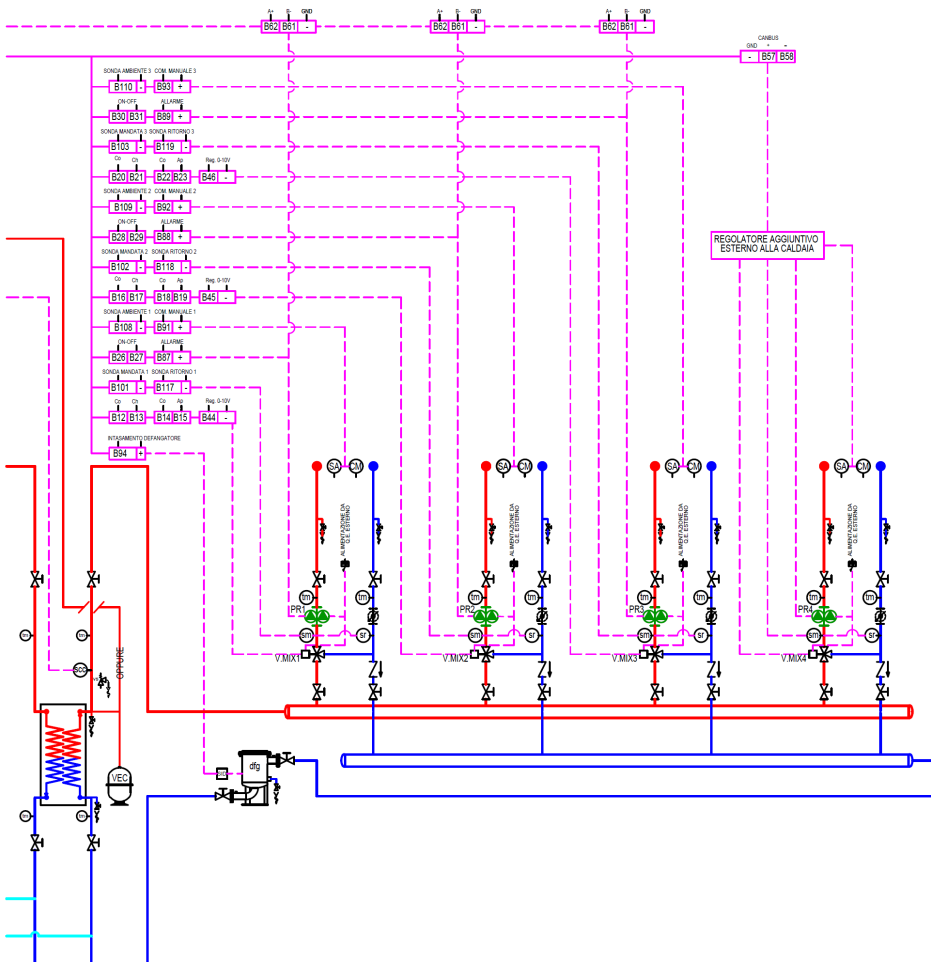 A+ B- GND
B62 B61 -
A+ B- GND
B62 B61 -
A+ B- GND
B62 B61 -
CANBUS
GND + -
- B57 B58
SONDA AMBIENTE 3 COM. MANUALE 3
B110 - B93 +
ON-OFF ALLARME
B30 B31 B89 +
SONDA MANDATA 3 SONDA RITORNO 3
B103 - B119 -
Co Ch Co Ap Reg. 0-10V
B20 B21 B22 B23 B46 -
SONDA AMBIENTE 2 COM. MANUALE 2
B109 - B92 +
ON-OFF ALLARME
B28 B29 B88 +
SONDA MANDATA 2 SONDA RITORNO 2
B102 - B118 -
Co Ch Co Ap Reg. 0-10V
B16 B17 B18 B19 B45 -
SONDA AMBIENTE 1 COM. MANUALE 1
B108 - B91 +
ON-OFF ALLARME
B26 B27 B87 +
SONDA MANDATA 1 SONDA RITORNO 1
B101 - B117 -
Co Ch Co Ap Reg. 0-10V
B12 B13 B14 B15 B44 -
INTASAMENTO DEFANGATORE
B94 +
REGOLATORE AGGIUNTIVO
ESTERNO ALLA CALDAIA
SA CM
SA CM
SA CM
SA CM
ALIMENTAZIONE DA
Q.E. ESTERNO
ALIMENTAZIONE DA
Q.E. ESTERNO
ALIMENTAZIONE DA
Q.E. ESTERNO
ALIMENTAZIONE DA
Q.E. ESTERNO
tm
tm
tm
tm
PR1
PR2
PR3
PR4
sm sr
sm sr
sm sr
sm sr
V.MIX1
V.MIX2
V.MIX3
V.MIX4
tm
tm
scc
OPPURE
VEC
dfg
tm
tm